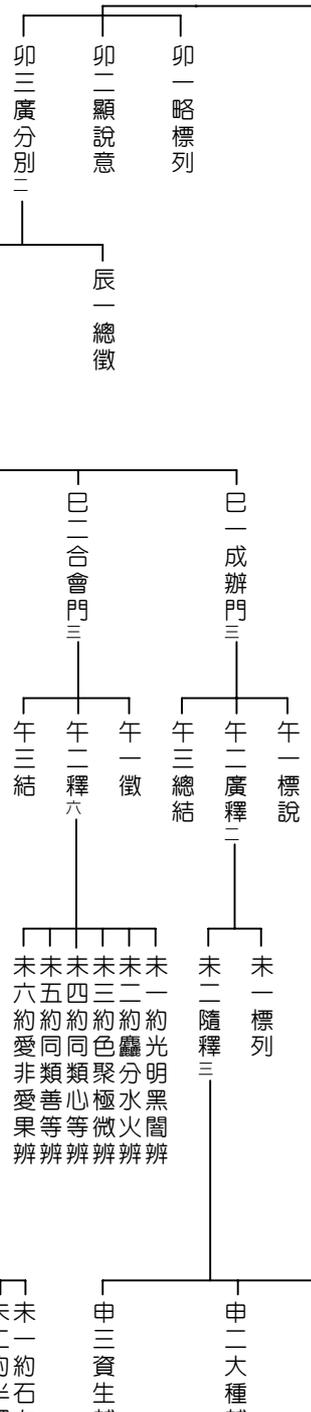 卯一略標列
卯二顯說意
卯三廣分別二
辰一總徵
巳一成辦門三
巳二合會門三
午一標說
午二廣釋二
午三總結
午一徵
午二釋六
午三結
未一標列
未二隨釋三
未一約光明黑闇辨
未二約麤分水火辨
未三約色聚極微辨
未四約同類心等辨
未五約同類善等辨
未六約愛非愛果辨
申二大種
申三資生
未一約石